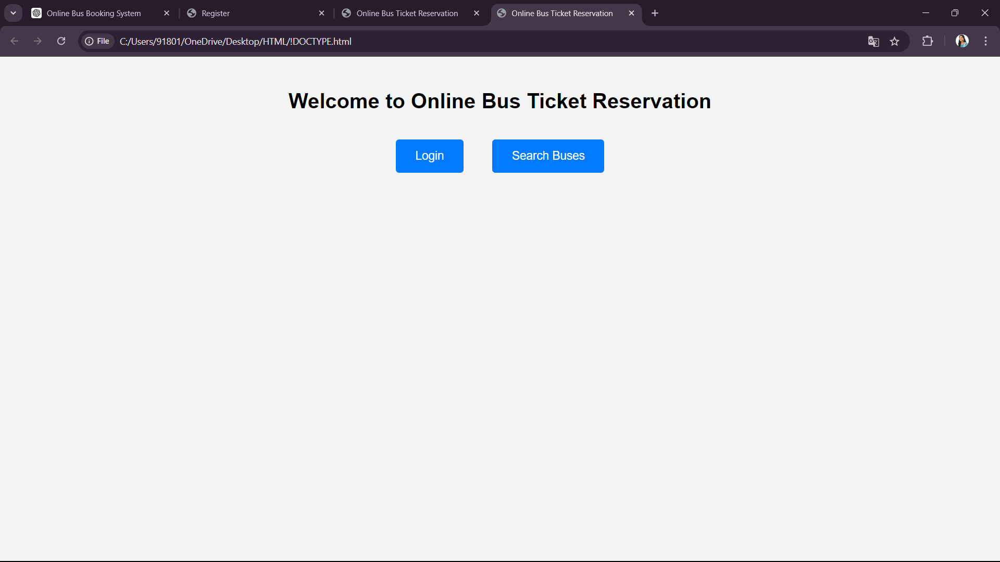 Online Bus Booking System
Register
Online Bus Ticket Reservation
Online Bus Ticket Reservation
File
C:/Users/91801/OneDrive/Desktop/HTML/!DOCTYPE.html
Welcome to Online Bus Ticket Reservation
Login
Search Buses